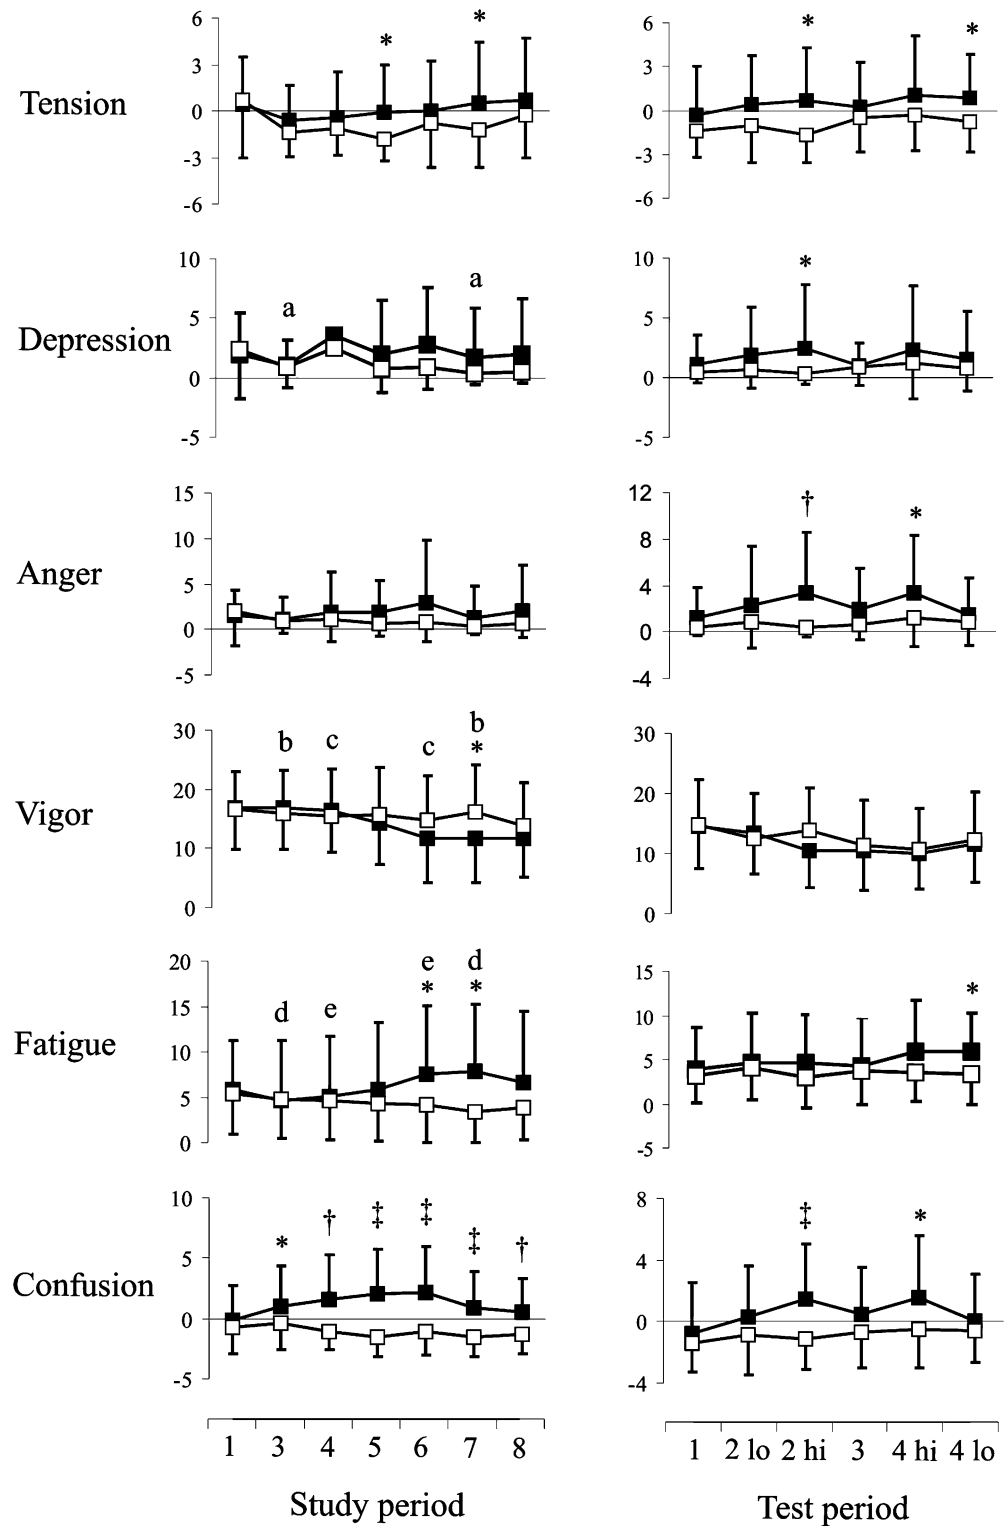 6 * 6 * *
3 3
Tension 0 0
-3 -3
-6 -6
10 10 *
a a
5 5
Depression
0 0
-5 -5
15 12 † *
10 8
Anger 5 4
0 0
-5 -4
30 b c c b * 30
20 20
Vigor
10 10
0 0
20 e d 15 *
* *
15 d e 10
Fatigue 10 5
5 0
0 -5
10 ‡ ‡ 8 ‡ *
* † ‡ †
5 4
Confusion
0 0
-5 -4
1 3 4 5 6 7 8 1 2 lo 2 hi 3 4 hi 4 lo
Study period Test period